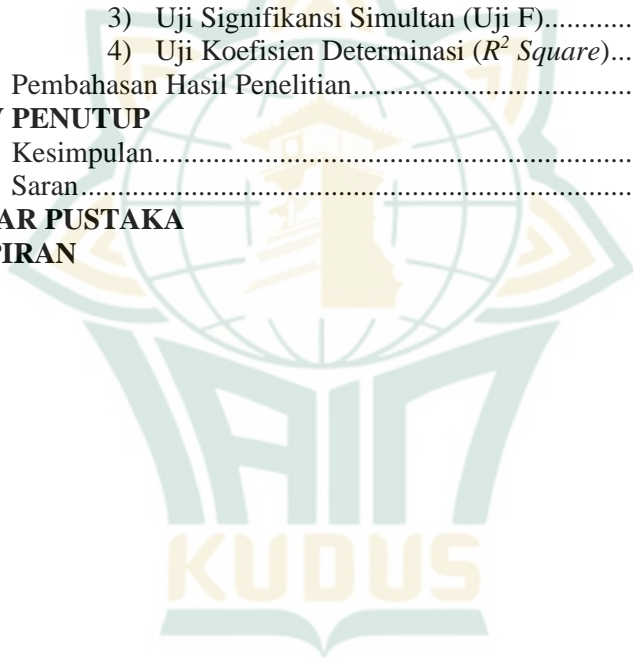 3) Uji Signifikansi Simultan (Uji F)............
4) Uji Koefisien Determinasi (R² Square)...
Pembahasan Hasil Penelitian......................................
PENUTUP
Kesimpulan..................................................................
Saran............................................................................
AR PUSTAKA
PIRAN
IAIN
KUDUS